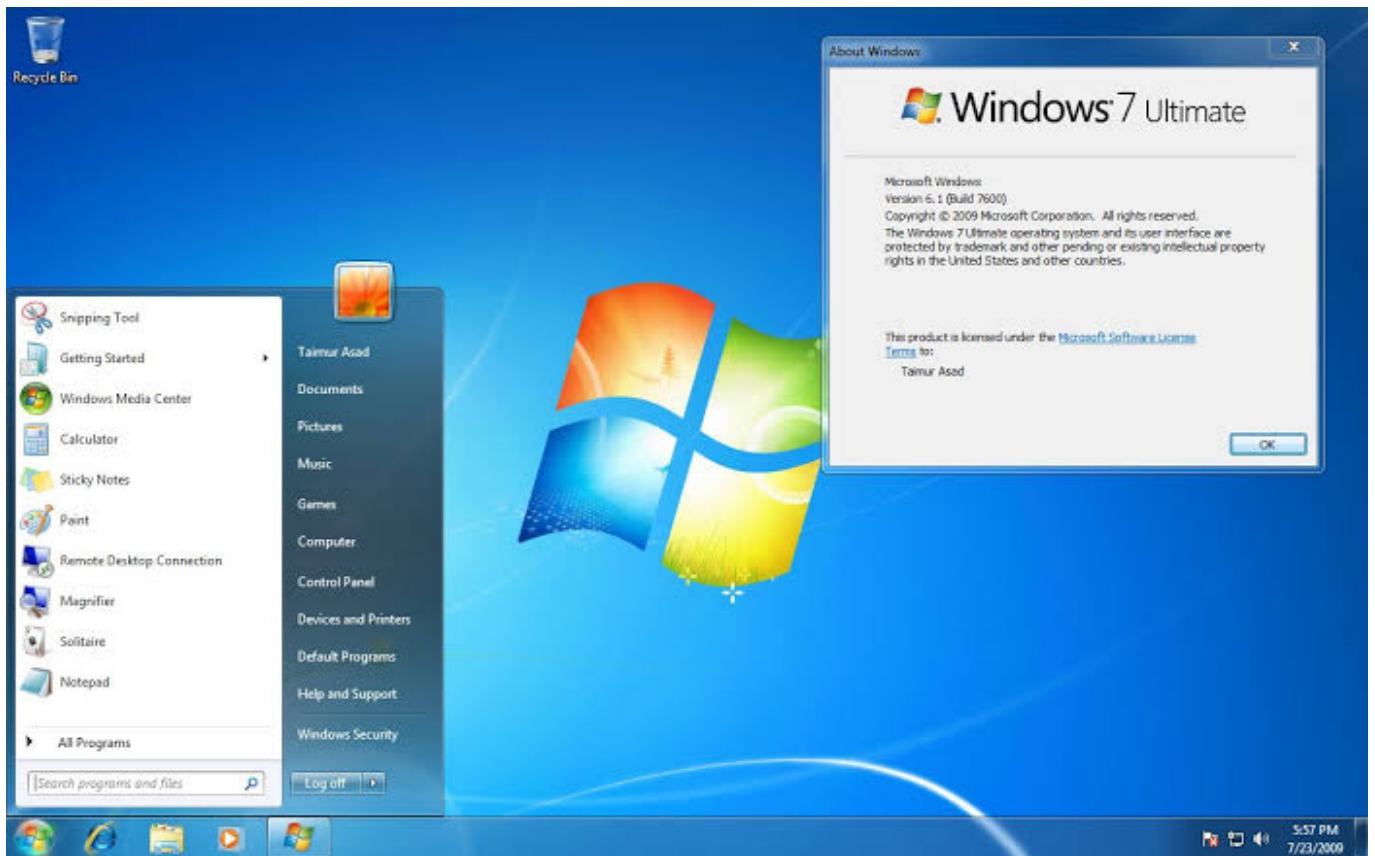 Recycle Bin
About Windows
Windows 7 Ultimate
Microsoft Windows
Version 6.1 (Build 7600)
Copyright © 2009 Microsoft Corporation. All rights reserved.
The Windows 7 Ultimate operating system and its user interface are
protected by trademark and other pending or existing intellectual property
rights in the United States and other countries.
This product is licensed under the Microsoft Software License
Terms to:
Taimur Asad
OK
Snipping Tool
Getting Started
Windows Media Center
Calculator
Sticky Notes
Paint
Remote Desktop Connection
Magnifier
Solitaire
Notepad
All Programs
Search programs and files
Taimur Asad
Documents
Pictures
Music
Games
Computer
Control Panel
Devices and Printers
Default Programs
Help and Support
Windows Security
Log off
5:57 PM
7/23/2009